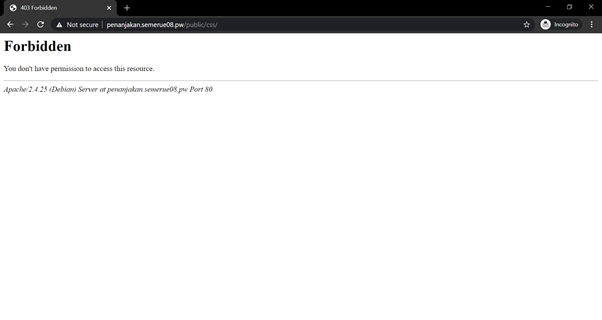 403 Forbidden
Not secure | penanjakan.semerue08.pw/public/css/
Incognito
Forbidden
You don't have permission to access this resource.
Apache/2.4.25 (Debian) Server at penanjakan.semerue08.pw Port 80